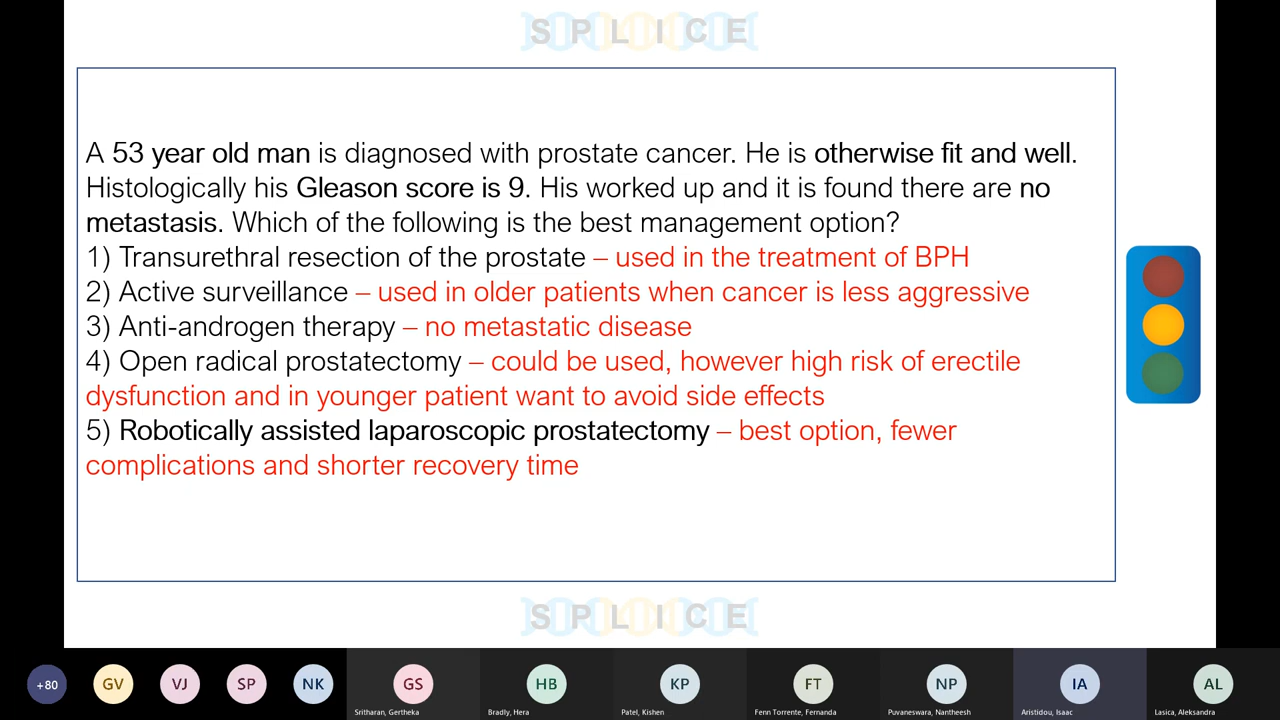 S P L I C E
A 53 year old man is diagnosed with prostate cancer. He is otherwise fit and well.
Histologically his Gleason score is 9. His worked up and it is found there are no
metastasis. Which of the following is the best management option?
1) Transurethral resection of the prostate – used in the treatment of BPH
2) Active surveillance – used in older patients when cancer is less aggressive
3) Anti-androgen therapy – no metastatic disease
4) Open radical prostatectomy – could be used, however high risk of erectile
dysfunction and in younger patient want to avoid side effects
5) Robotically assisted laparoscopic prostatectomy – best option, fewer
complications and shorter recovery time
S P L I C E
+80 GV VJ SP NK GS HB KP FT NP IA AL
Sritharan, Gertheka Bradly, Hera Patel, Kishen Fenn Torrente, Fernanda Puvaneswara, Nantheesh Aristidou, Isaac Lasica, Aleksandra